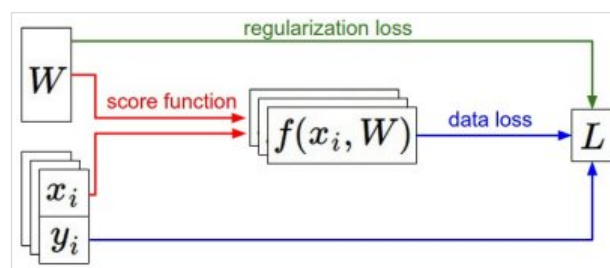 regularization loss
W
score function
f(x_i, W)
data loss
L
x_i
y_i